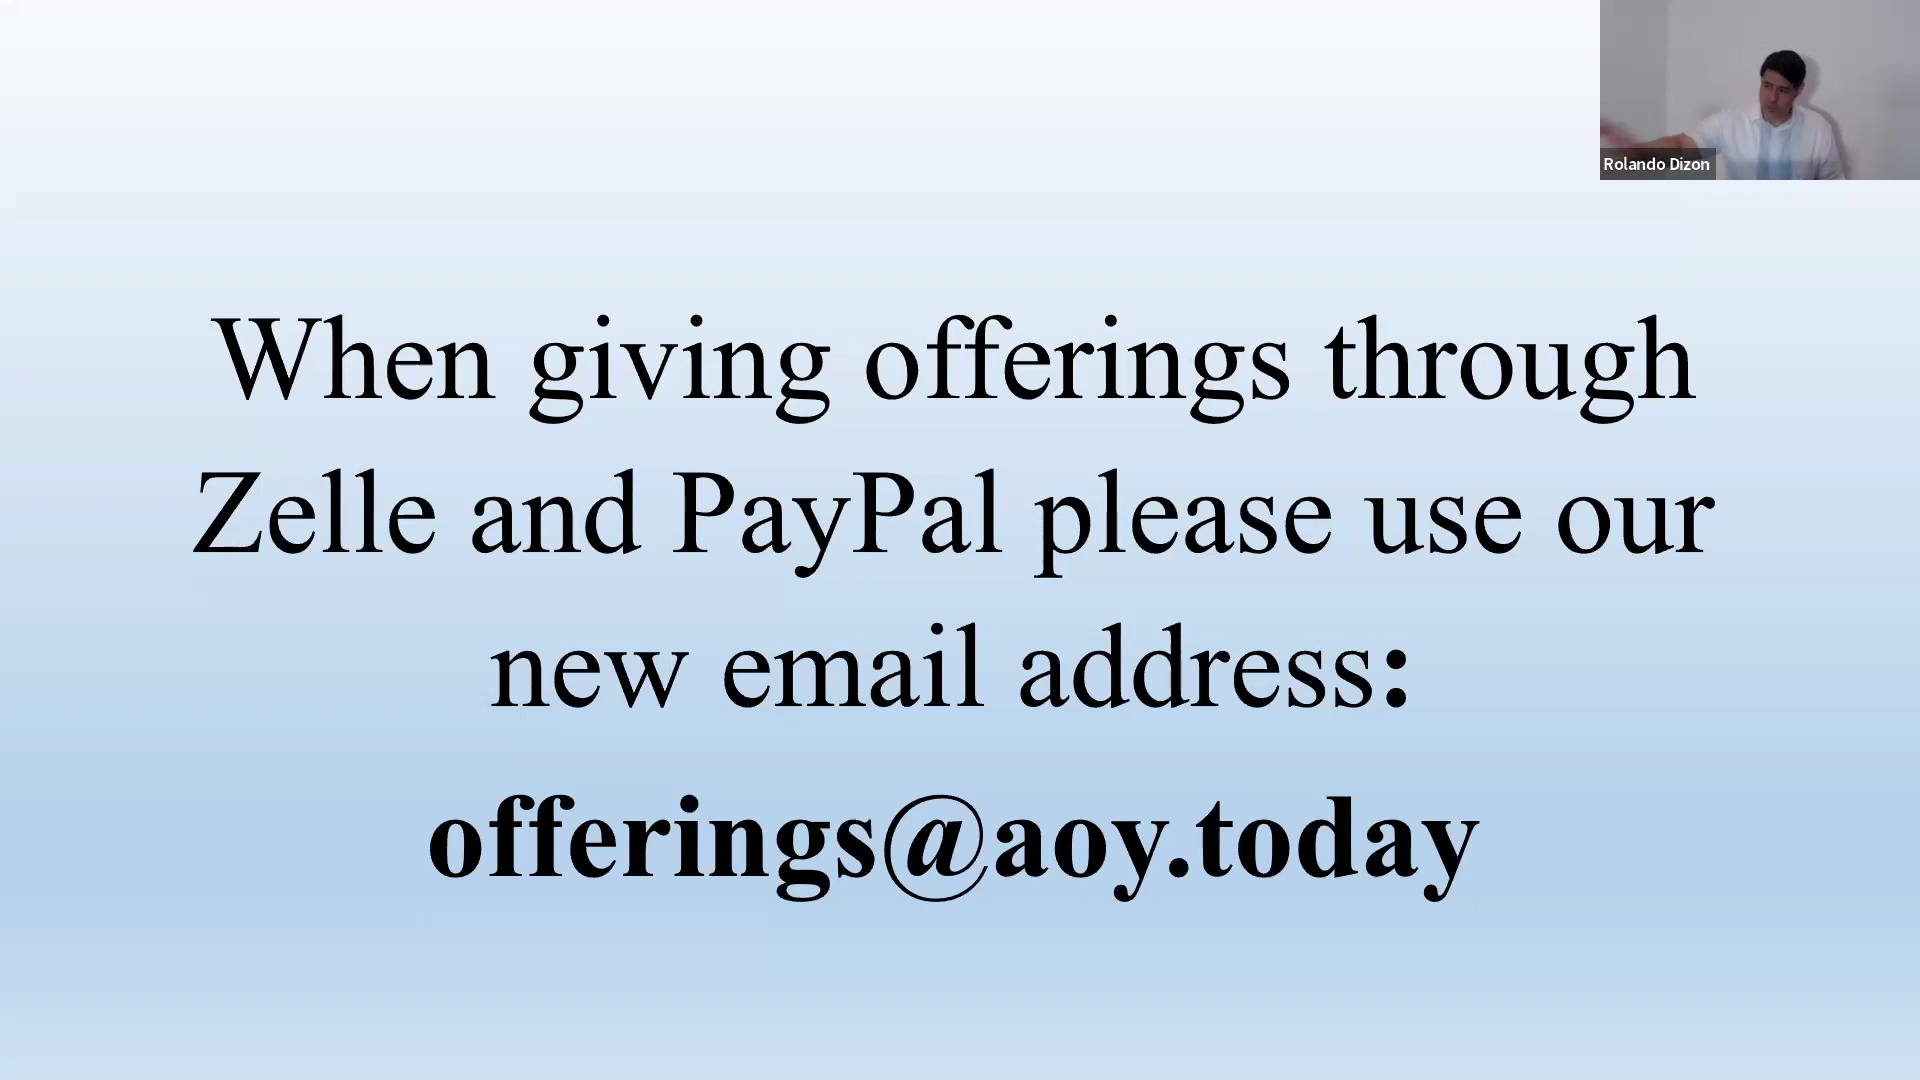 Rolando Dizon
When giving offerings through
Zelle and PayPal please use our
new email address:
offerings@aoy.today